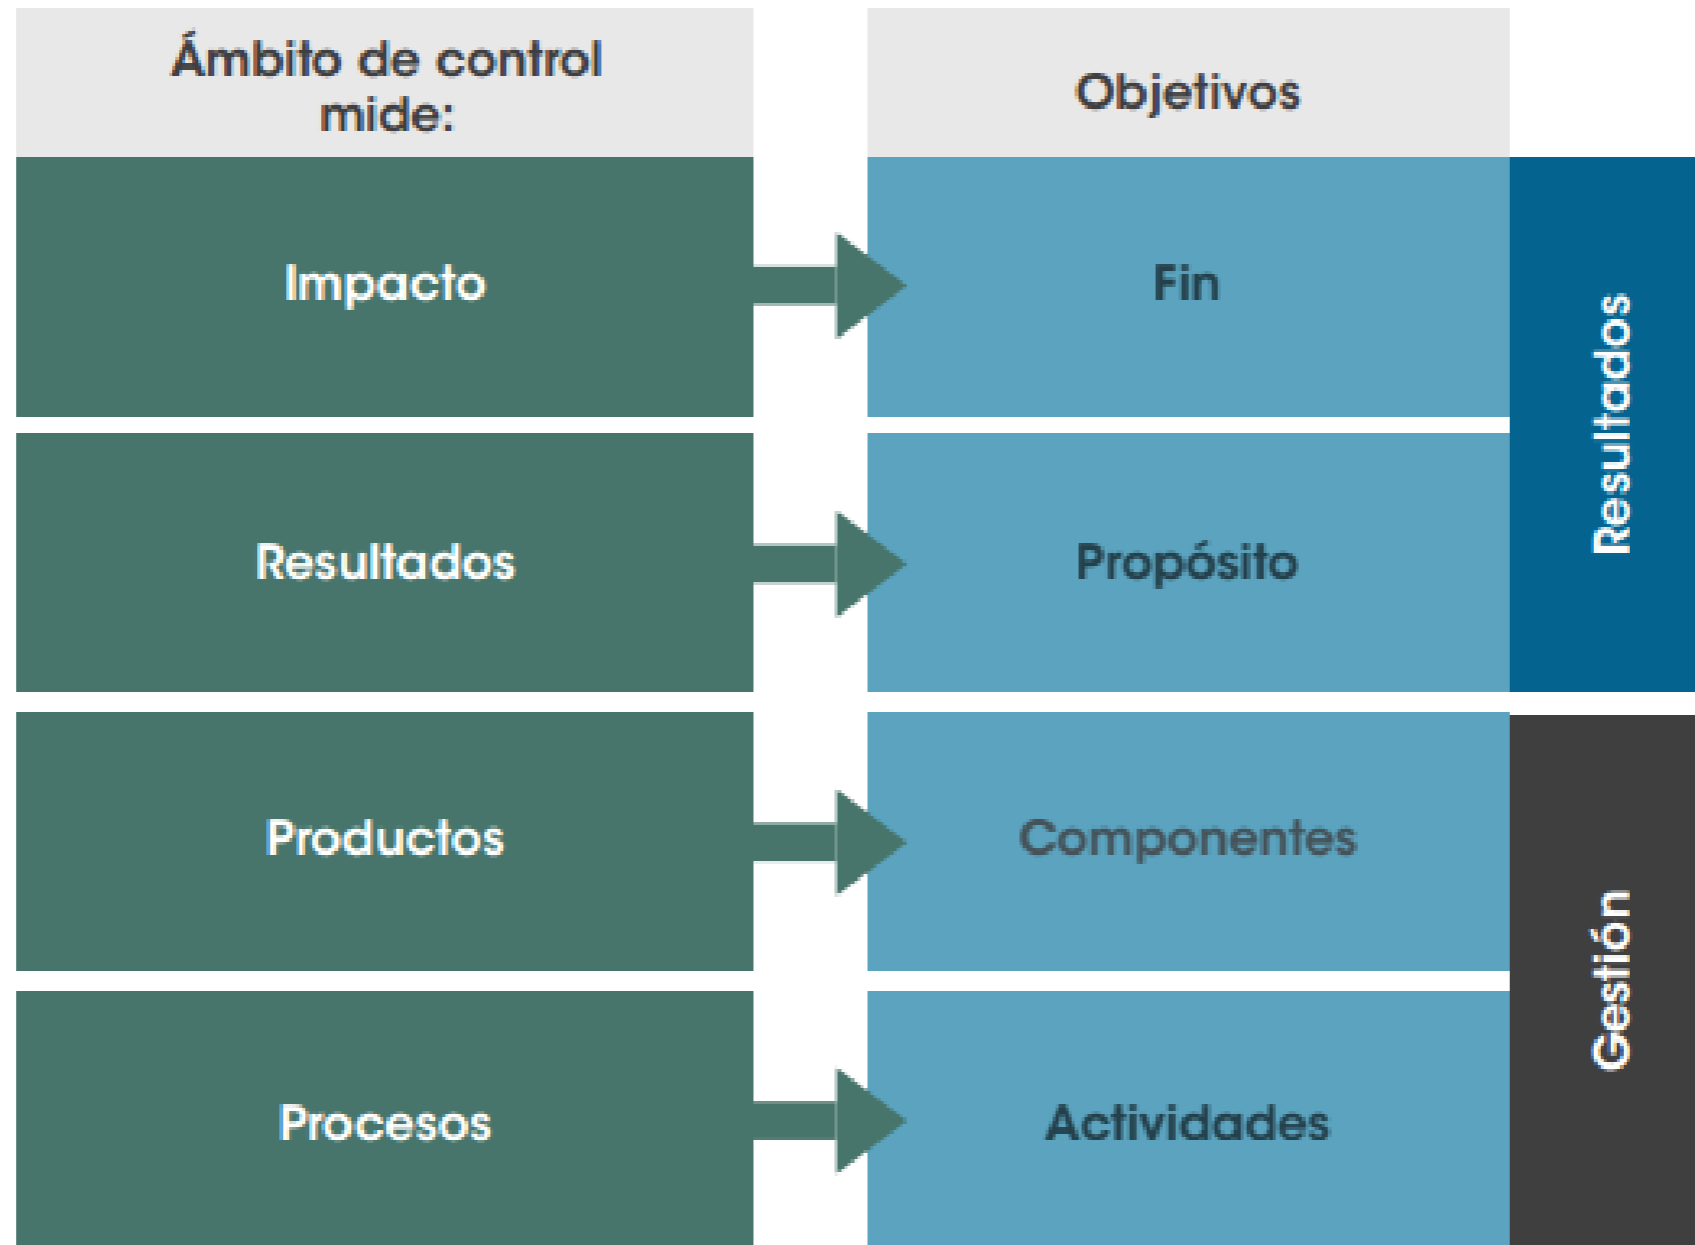 Ámbito de control
mide:
Objetivos
Impacto
Fin
Resultados
Propósito
Resultados
Productos
Componentes
Gestión
Procesos
Actividades